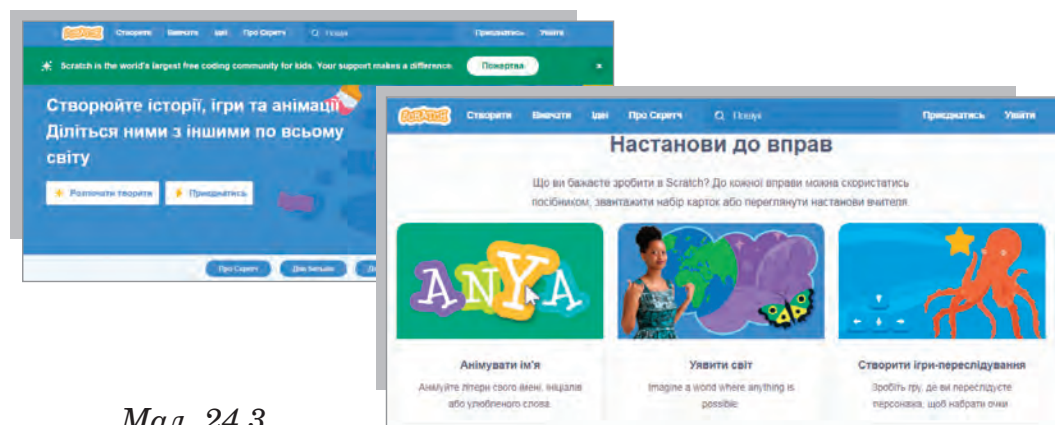 SCRATCH Створити Вивчати Ідеї Про Скретч Пошук Приєднатись Увійти
Scratch is the world's largest free coding community for kids. Your support makes a difference. Пожертва ×
Створюйте історії, ігри та анімації
Діліться ними з іншими по всьому
світу
Розпочати творити Приєднатись
Про Скретч Для батьків
SCRATCH Створити Вивчати Ідеї Про Скретч Пошук Приєднатись Увійти
Настанови до вправ
Що ви бажаєте зробити в Scratch? До кожної вправи можна скористатись
посібником, звантажити набір карток або переглянути настанови вчителя.
ANYA
Анімувати ім'я
Анімуйте літери свого імені, ініціалів
або улюбленого слова.
Уявити світ
Imagine a world where anything is
possible.
Створити ігри-переслідування
Зробіть гру, де ви переслідуєте
персонажа, щоб набрати очки.
Мал. 24.3